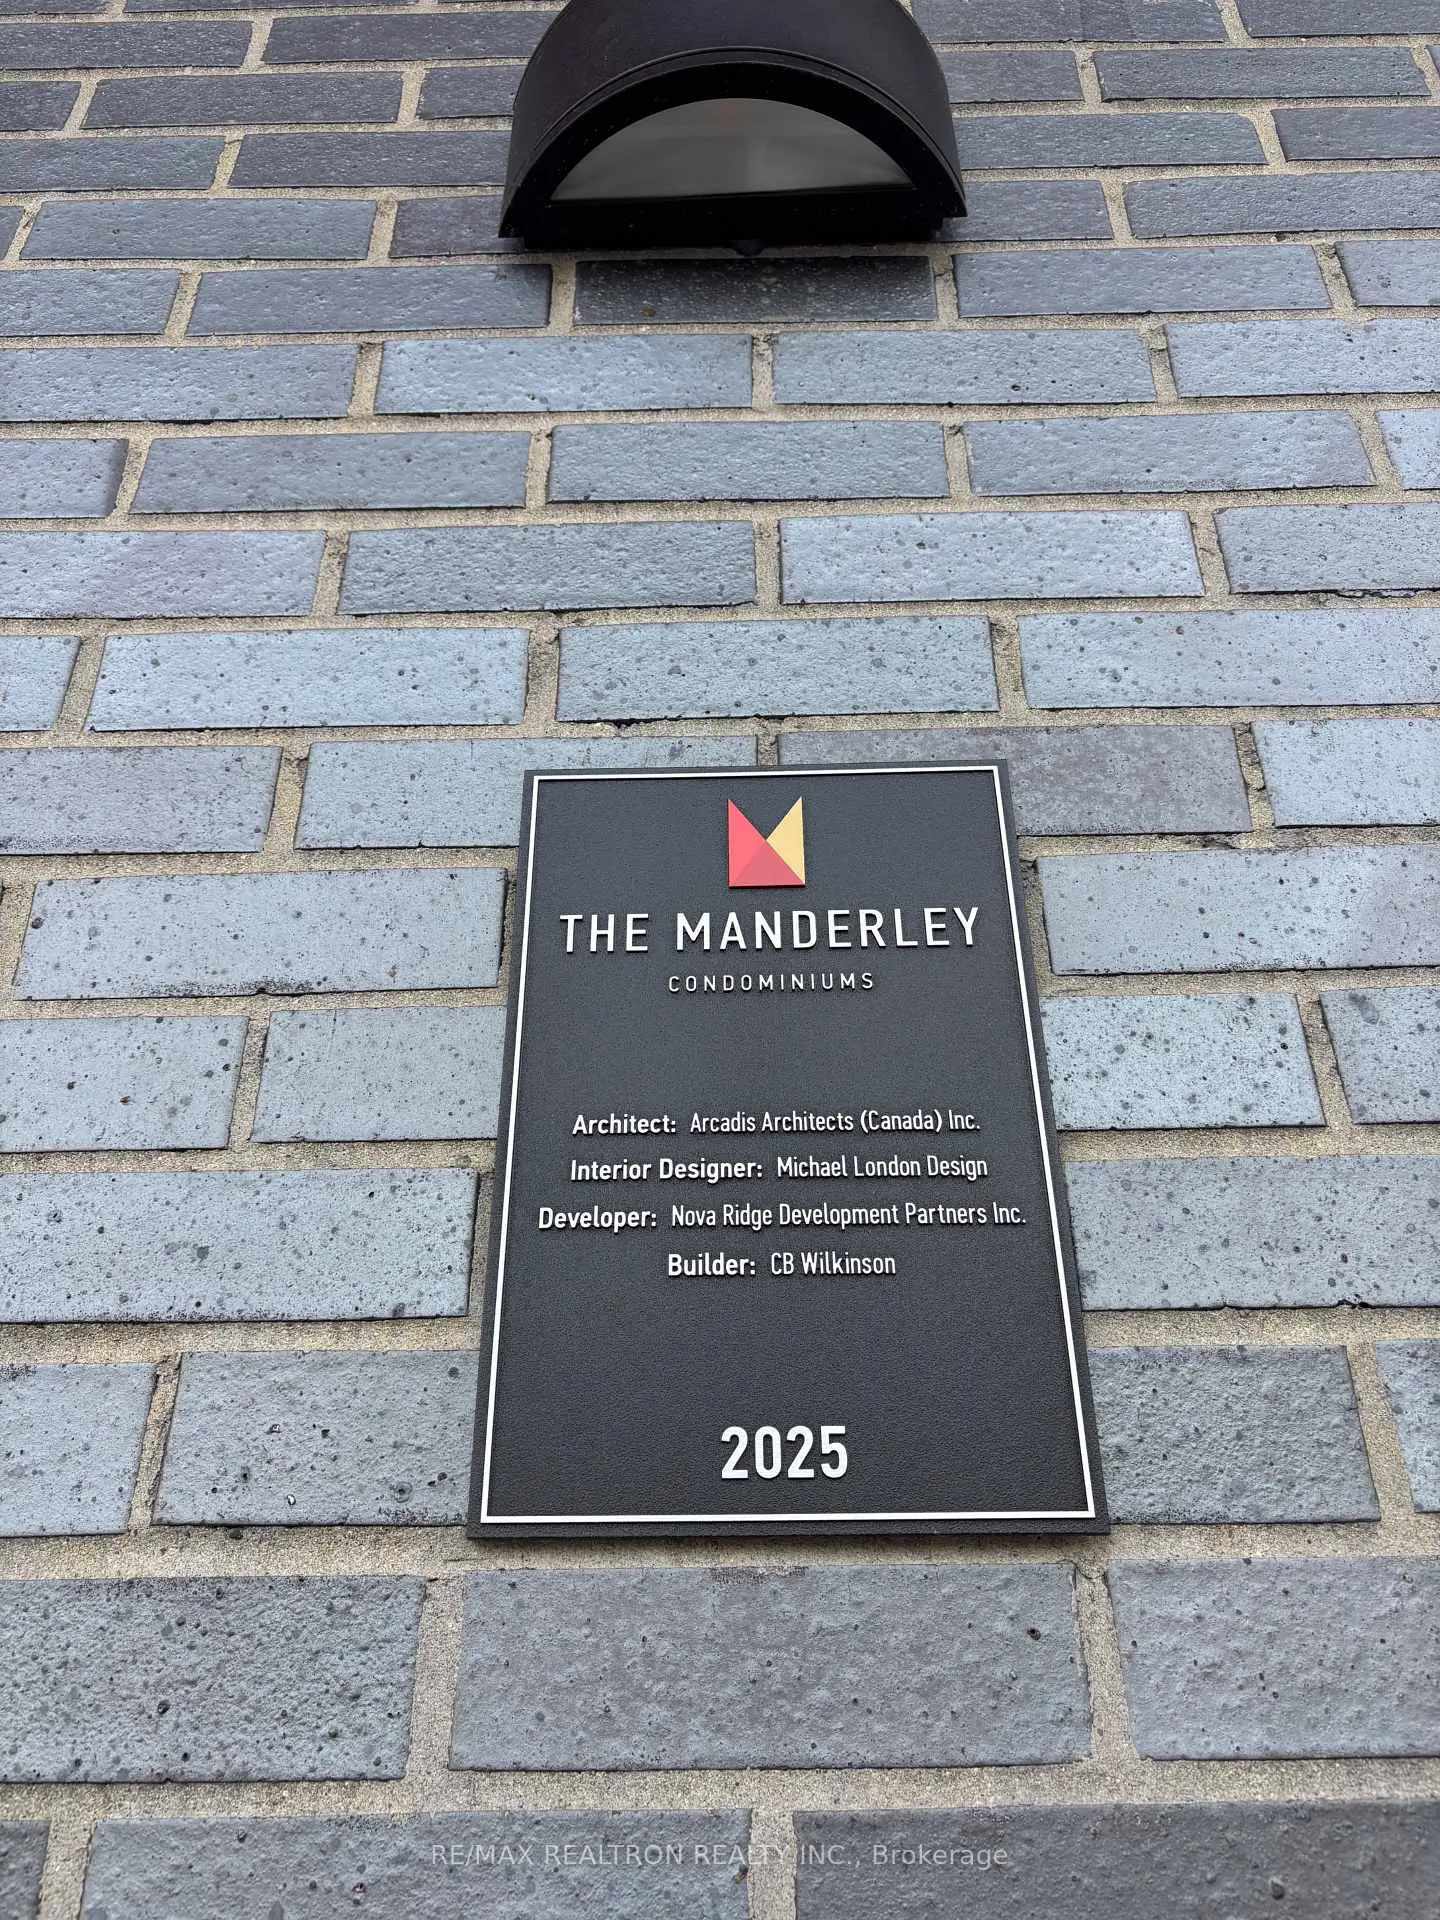 THE MANDERLEY
CONDOMINIUMS
Architect: Arcadis Architects (Canada) Inc.
Interior Designer: Michael London Design
Developer: Nova Ridge Development Partners Inc.
Builder: CB Wilkinson
2025
RE/MAX REALTRON REALTY INC., Brokerage